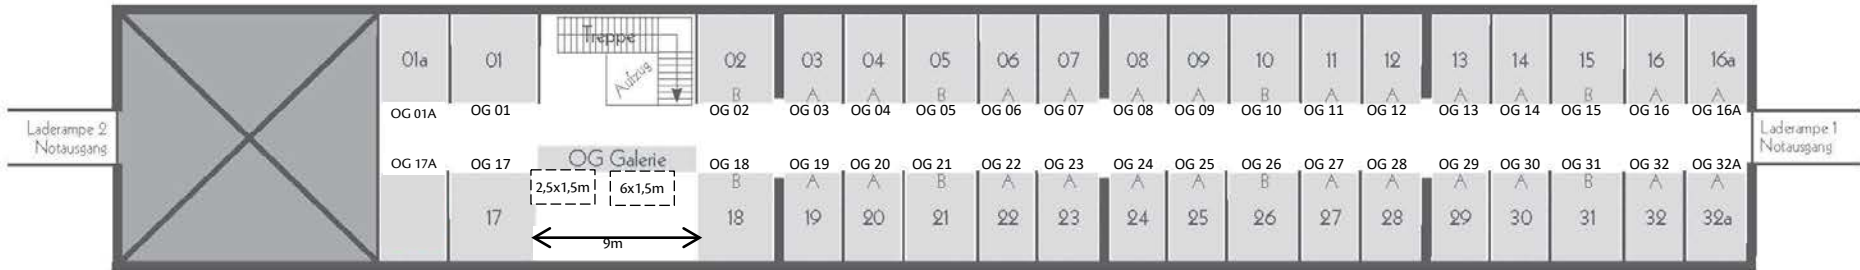 Treppe
Aufzug
01a 01 02 03 04 05 06 07 08 09 10 11 12 13 14 15 16 16a
B A A B A A A A B A A A A B A A
OG 01A OG 01 OG 02 OG 03 OG 04 OG 05 OG 06 OG 07 OG 08 OG 09 OG 10 OG 11 OG 12 OG 13 OG 14 OG 15 OG 16 OG 16A
Laderampe 2
Notausgang
Laderampe 1
Notausgang
OG Galerie
OG 17A OG 17 OG 18 OG 19 OG 20 OG 21 OG 22 OG 23 OG 24 OG 25 OG 26 OG 27 OG 28 OG 29 OG 30 OG 31 OG 32 OG 32A
B A A B A A A A B A A A A B A A
2,5x1,5m 6x1,5m
17 18 19 20 21 22 23 24 25 26 27 28 29 30 31 32 32a
9m